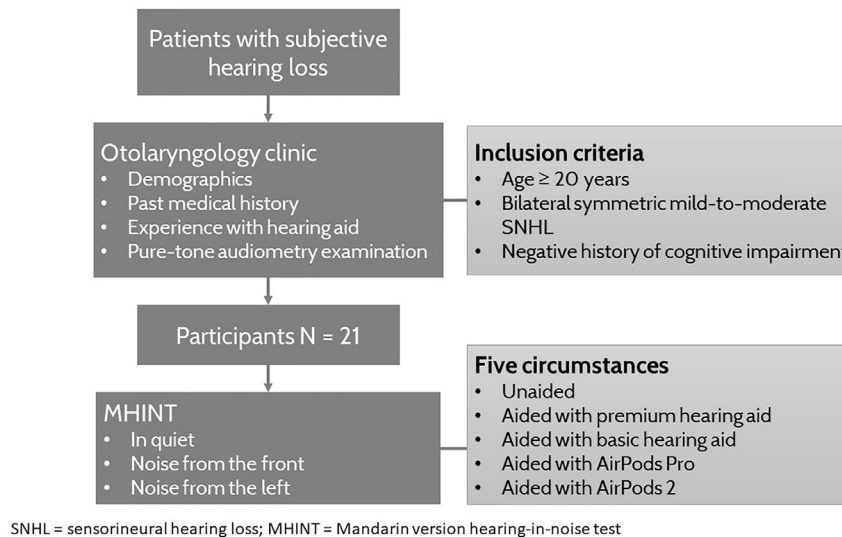 Patients with subjective
hearing loss
Otolaryngology clinic
• Demographics
• Past medical history
• Experience with hearing aid
• Pure-tone audiometry examination
Inclusion criteria
• Age ≥ 20 years
• Bilateral symmetric mild-to-moderate
SNHL
• Negative history of cognitive impairment
Participants N = 21
MHINT
• In quiet
• Noise from the front
• Noise from the left
Five circumstances
• Unaided
• Aided with premium hearing aid
• Aided with basic hearing aid
• Aided with AirPods Pro
• Aided with AirPods 2
SNHL = sensorineural hearing loss; MHINT = Mandarin version hearing-in-noise test